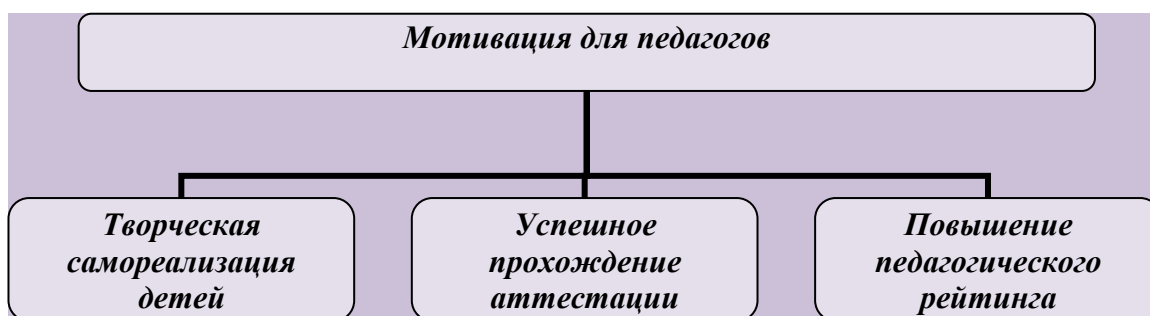 Мотивация для педагогов
Творческая
самореализация
детей
Успешное
прохождение
аттестации
Повышение
педагогического
рейтинга